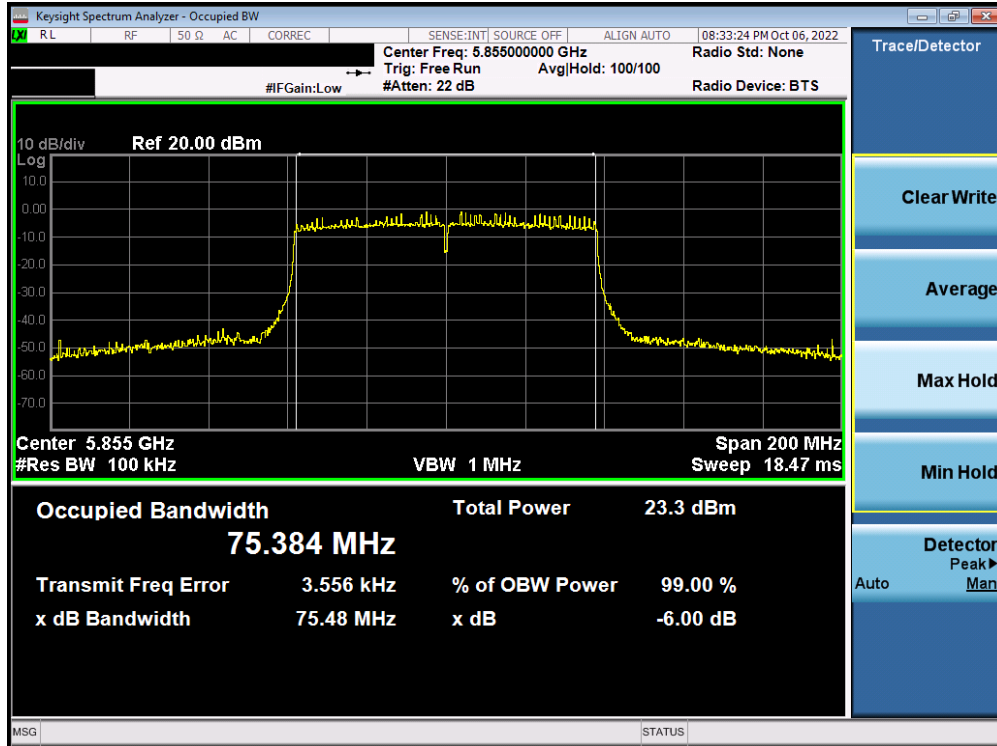 Keysight Spectrum Analyzer - Occupied BW
LXI RL RF 50 Ω AC CORREC SENSE:INT SOURCE OFF ALIGN AUTO 08:33:24 PM Oct 06, 2022
Center Freq: 5.855000000 GHz Radio Std: None
Trig: Free Run Avg|Hold: 100/100
#IFGain:Low #Atten: 22 dB Radio Device: BTS
Trace/Detector
10 dB/div Ref 20.00 dBm
Log
10.0
0.00
-10.0
-20.0
-30.0
-40.0
-50.0
-60.0
-70.0
Center 5.855 GHz Span 200 MHz
#Res BW 100 kHz VBW 1 MHz Sweep 18.47 ms
Occupied Bandwidth Total Power 23.3 dBm
75.384 MHz
Transmit Freq Error 3.556 kHz % of OBW Power 99.00 %
x dB Bandwidth 75.48 MHz x dB -6.00 dB
Clear Write
Average
Max Hold
Min Hold
Detector
Peak▶
Auto Man
MSG STATUS